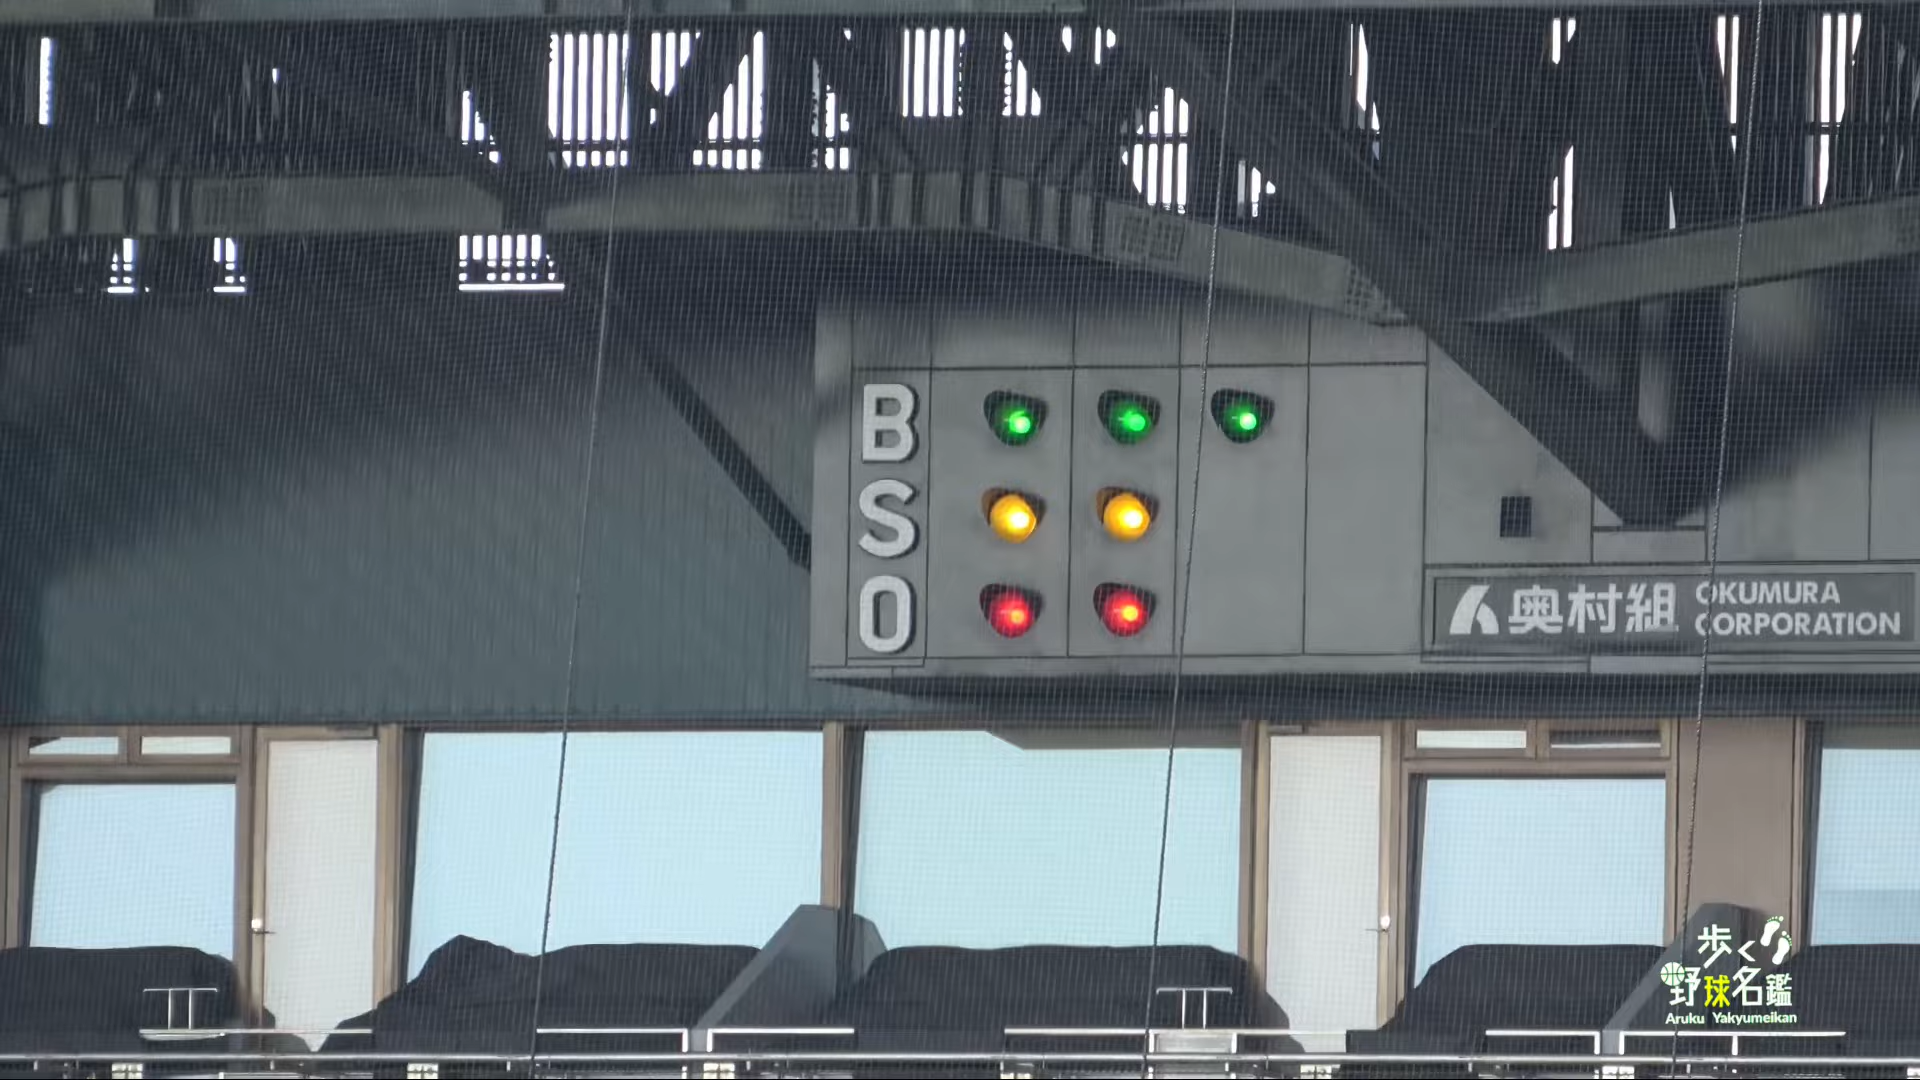 B
S
O
奥村組
OKUMURA
CORPORATION
歩く
野球名鑑
Aruku Yakyumeikan